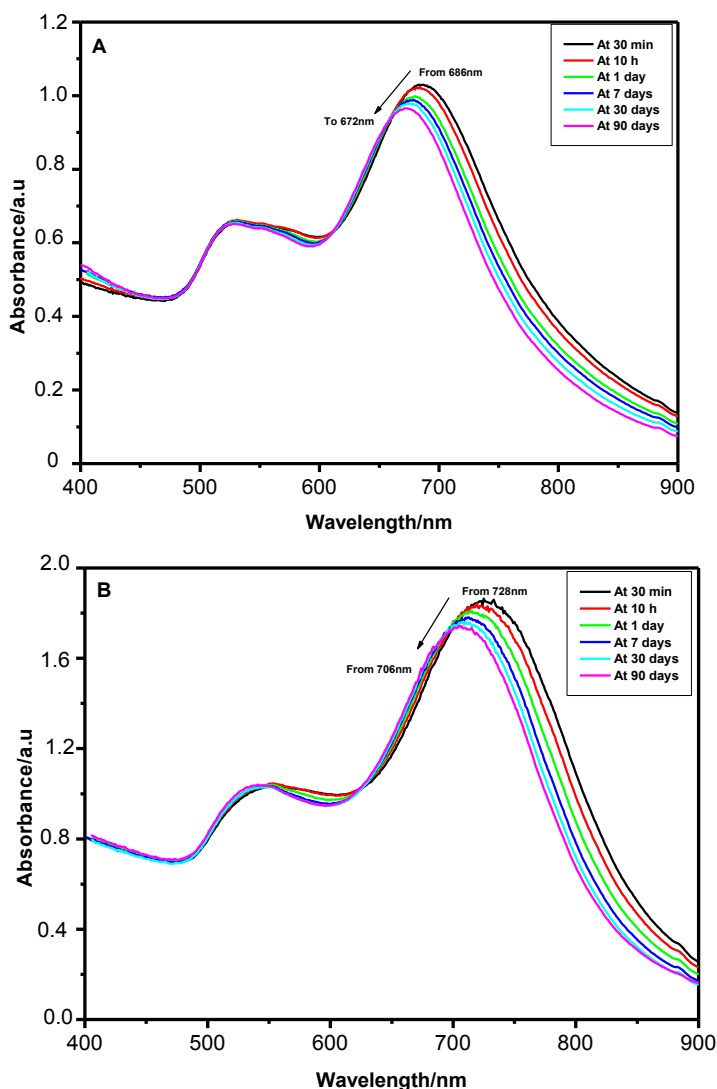 A
From 686nm
To 672nm
At 30 min
At 10 h
At 1 day
At 7 days
At 30 days
At 90 days
1.2
1.0
0.8
0.6
0.4
0.2
0
Absorbance/a.u
400 500 600 700 800 900
Wavelength/nm
B
From 728nm
From 706nm
At 30 min
At 10 h
At 1 day
At 7 days
At 30 days
At 90 days
2.0
1.6
1.2
0.8
0.4
0.0
Absorbance/a.u
400 500 600 700 800 900
Wavelength/nm